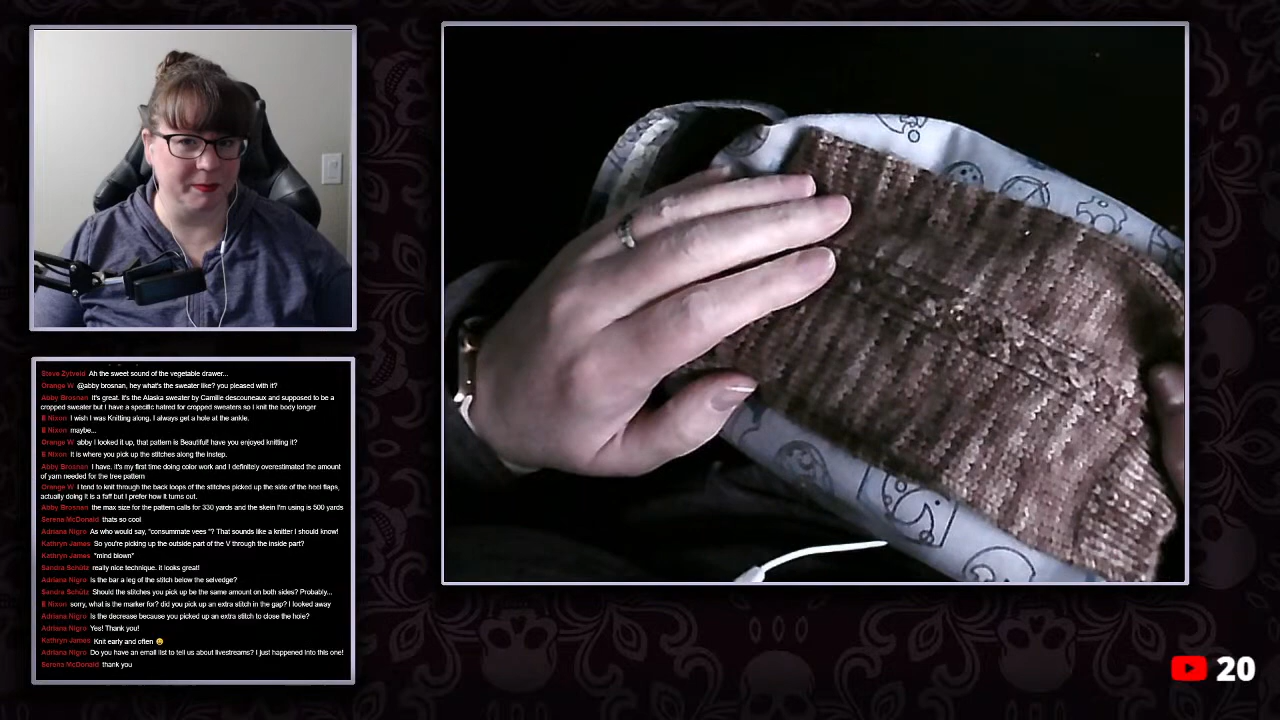 Steve Zytveld Ah the sweet sound of the vegetable drawer...
Orange W @abby brosnan, hey what's the sweater like? you pleased with it?
Abby Brosnan It's great. It's the Alaska sweater by Camille descouneaux and supposed to be a
cropped sweater but I have a specific hatred for cropped sweaters so I knit the body longer
B Nixon I wish I was Knitting along. I always get a hole at the ankle.
B Nixon maybe...
Orange W abby I looked it up, that pattern is Beautiful! have you enjoyed knitting it?
B Nixon It is where you pick up the stitches along the instep.
Abby Brosnan I have. it's my first time doing color work and I definitely overestimated the amount
of yarn needed for the tree pattern
Orange W I tend to knit through the back loops of the stitches picked up the side of the heel flaps,
actually doing it is a faff but I prefer how it turns out.
Abby Brosnan the max size for the pattern calls for 330 yards and the skein I'm using is 500 yards
Serena McDonald thats so cool
Adriana Nigro As who would say, "consummate vees "? That sounds like a knitter I should know!
Kathryn James So you're picking up the outside part of the V through the inside part?
Kathryn James *mind blown*
Sandra Schütz really nice technique. It looks great!
Adriana Nigro Is the bar a leg of the stitch below the selvedge?
Sandra Schütz Should the stitches you pick up be the same amount on both sides? Probably...
B Nixon sorry, what is the marker for? did you pick up an extra stitch in the gap? I looked away
Adriana Nigro Is the decrease because you picked up an extra stitch to close the hole?
Adriana Nigro Yes! Thank you!
Kathryn James Knit early and often
Adriana Nigro Do you have an email list to tell us about livestreams? I just happened into this one!
Serena McDonald thank you
20